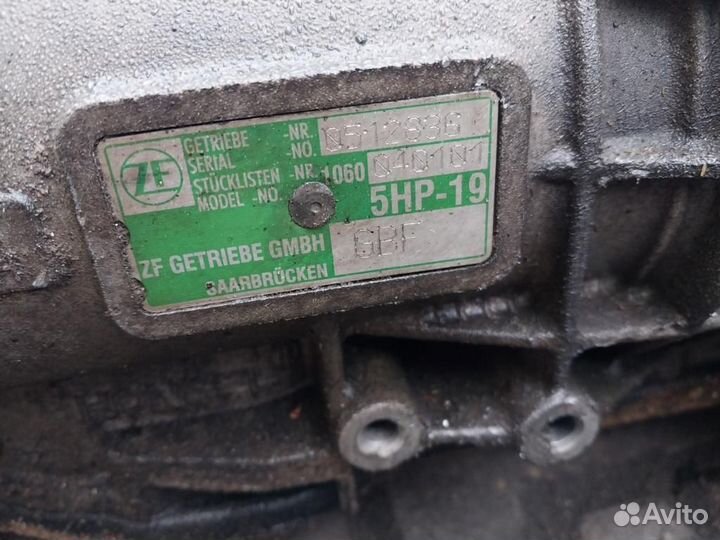 ZF
GETRIEBE -NR. 0512836
SERIAL -NO.
STÜCKLISTEN -NR. 1060 040101
MODEL -NO.
5HP-19
ZF GETRIEBE GMBH GBF
SAARBRÜCKEN
Avito